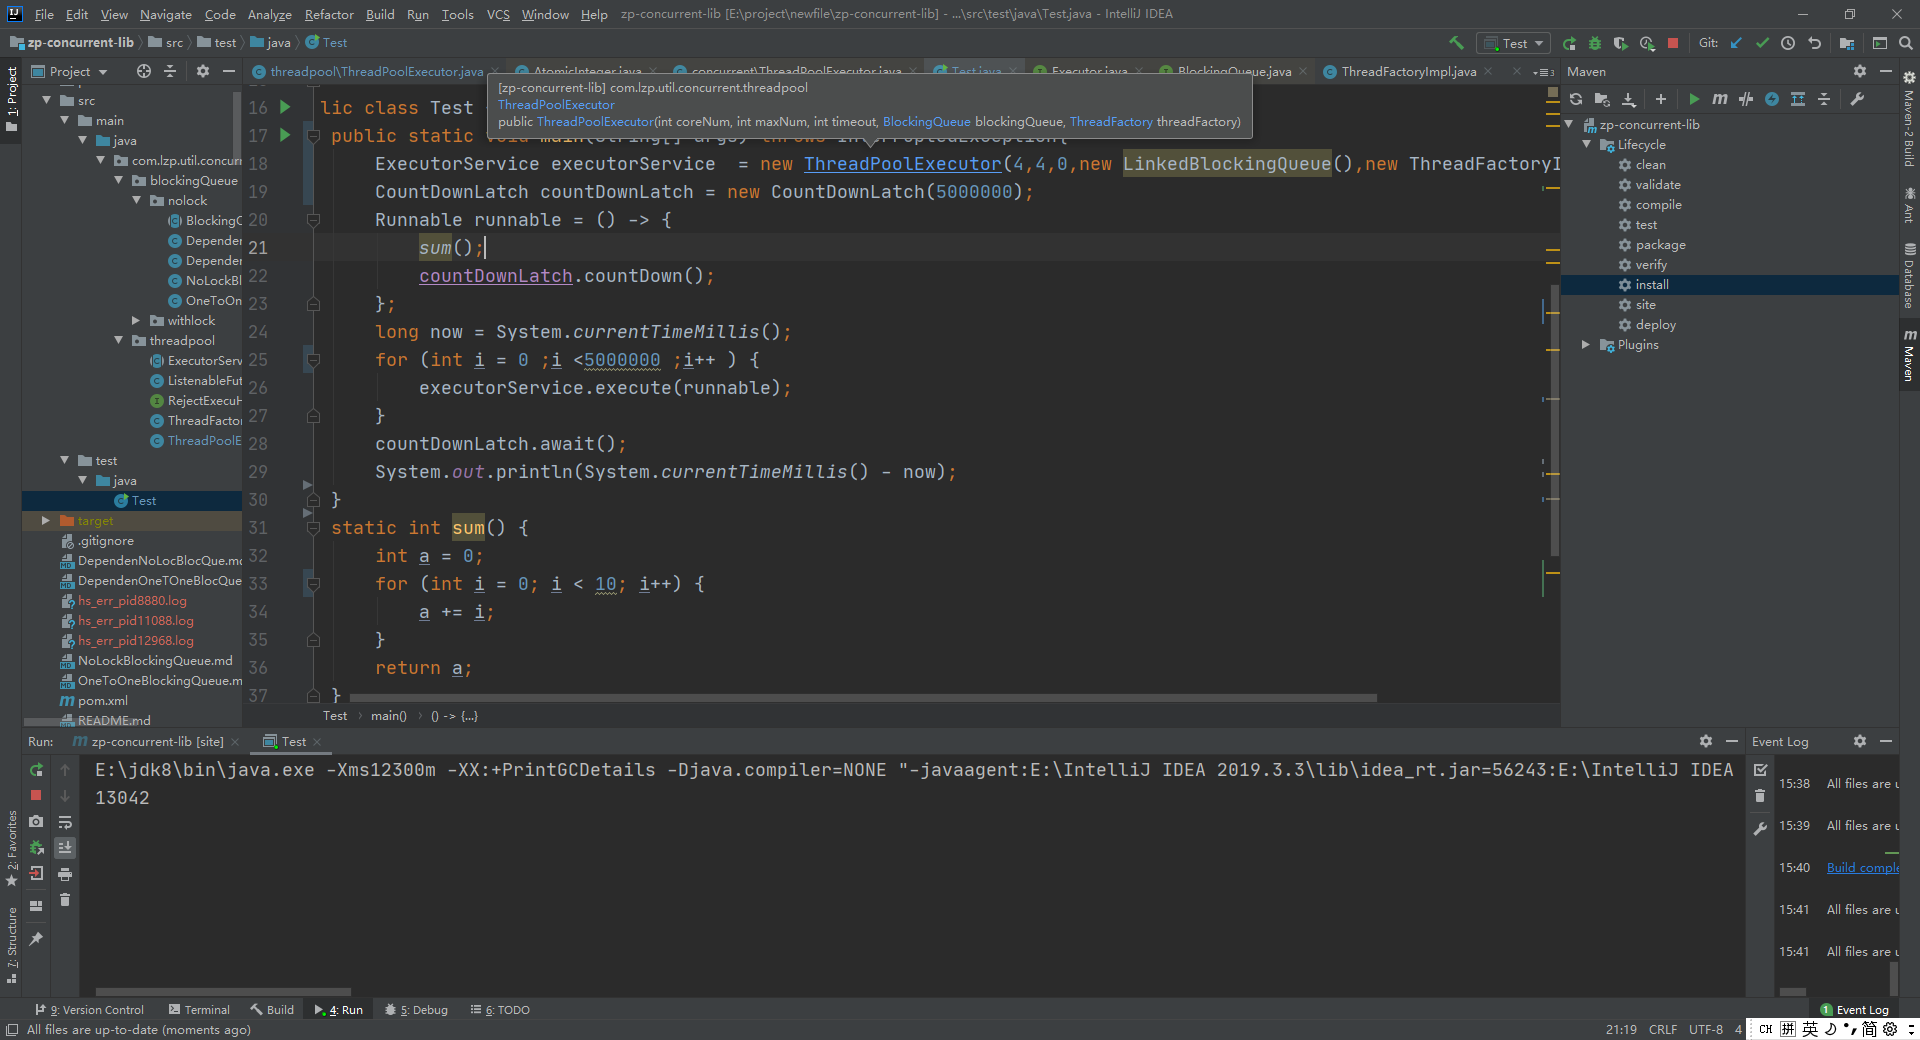 File Edit View Navigate Code Analyze Refactor Build Run Tools VCS Window Help zp-concurrent-lib [E:\project\newfile\zp-concurrent-lib] - ...\src\test\java\Test.java - IntelliJ IDEA
zp-concurrent-lib src test java Test
Test Git:
Project
threadpool\ThreadPoolExecutor.java AtomicInteger.java concurrent\ThreadPoolExecutor.java Test.java Executor.java BlockingQueue.java ThreadFactoryImpl.java
[zp-concurrent-lib] com.lzp.util.concurrent.threadpool
ThreadPoolExecutor
public ThreadPoolExecutor(int coreNum, int maxNum, int timeout, BlockingQueue blockingQueue, ThreadFactory threadFactory)
1: Project
src
main
java
com.lzp.util.concur
blockingQueue
nolock
BlockingC
Depender
Depender
NoLockBl
OneToOn
withlock
threadpool
ExecutorServ
ListenableFut
RejectExecuH
ThreadFactor
ThreadPoolE
test
java
Test
target
.gitignore
DependenNoLocBlocQue.md
DependenOneTOneBlocQue
hs_err_pid8880.log
hs_err_pid11088.log
hs_err_pid12968.log
NoLockBlockingQueue.md
OneToOneBlockingQueue.m
pom.xml
README.md
16 lic class Test
17 public static void main(String[] args) throws InterruptedException{
18 ExecutorService executorService  = new ThreadPoolExecutor(4,4,0,new LinkedBlockingQueue(),new ThreadFactoryI
19 CountDownLatch countDownLatch = new CountDownLatch(5000000);
20 Runnable runnable = () -> {
21 sum();
22 countDownLatch.countDown();
23 };
24 long now = System.currentTimeMillis();
25 for (int i = 0 ;i <5000000 ;i++ ) {
26 executorService.execute(runnable);
27 }
28 countDownLatch.await();
29 System.out.println(System.currentTimeMillis() - now);
30 }
31 static int sum() {
32 int a = 0;
33 for (int i = 0; i < 10; i++) {
34 a += i;
35 }
36 return a;
37 }
Test main() () -> {...}
Maven
zp-concurrent-lib
Lifecycle
clean
validate
compile
test
package
verify
install
site
deploy
Plugins
Maven-2 Build
Ant
Database
Maven
Run: zp-concurrent-lib [site] Test
E:\jdk8\bin\java.exe -Xms12300m -XX:+PrintGCDetails -Djava.compiler=NONE "-javaagent:E:\IntelliJ IDEA 2019.3.3\lib\idea_rt.jar=56243:E:\IntelliJ IDEA
13042
2: Favorites
7: Structure
Event Log
15:38 All files are u
15:39 All files are u
15:40 Build comple
15:41 All files are u
15:41 All files are u
9: Version Control Terminal Build 4: Run 5: Debug 6: TODO 1 Event Log
All files are up-to-date (moments ago) 21:19 CRLF UTF-8 4 CH 拼 英 简